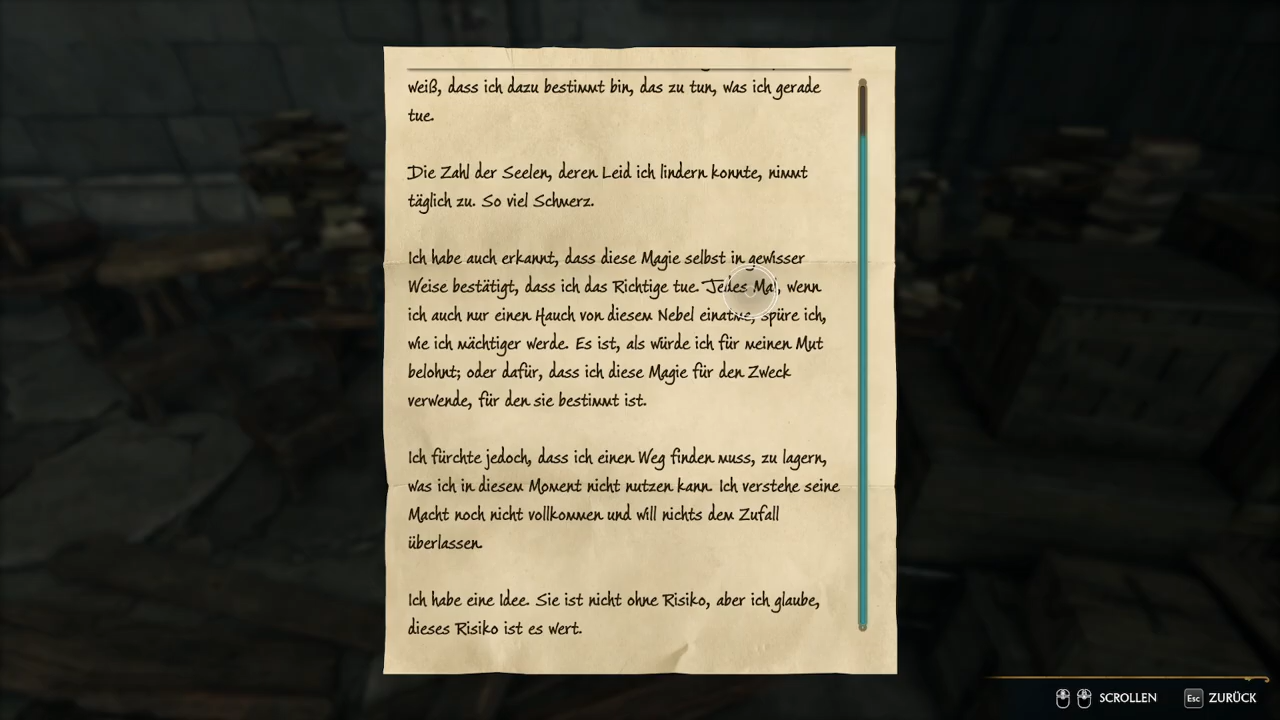 weiß, dass ich dazu bestimmt bin, das zu tun, was ich gerade
tue.
Die Zahl der Seelen, deren Leid ich lindern konnte, nimmt
täglich zu. So viel Schmerz.
Ich habe auch erkannt, dass diese Magie selbst in gewisser
Weise bestätigt, dass ich das Richtige tue. Jedes Mal, wenn
ich auch nur einen Hauch von diesem Nebel einatme, spüre ich,
wie ich mächtiger werde. Es ist, als würde ich für meinen Mut
belohnt; oder dafür, dass ich diese Magie für den Zweck
verwende, für den sie bestimmt ist.
Ich fürchte jedoch, dass ich einen Weg finden muss, zu lagern,
was ich in diesem Moment nicht nutzen kann. Ich verstehe seine
Macht noch nicht vollkommen und will nichts dem Zufall
überlassen.
Ich habe eine Idee. Sie ist nicht ohne Risiko, aber ich glaube,
dieses Risiko ist es wert.
SCROLLEN
Esc ZURÜCK